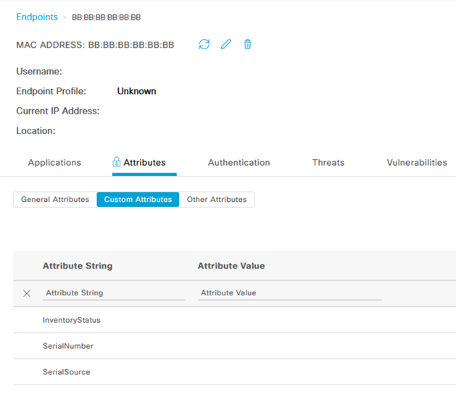 Endpoints > BB:BB:BB:BB:BB:BB
MAC ADDRESS: BB:BB:BB:BB:BB:BB
Username:
Endpoint Profile: Unknown
Current IP Address:
Location:
Applications Attributes Authentication Threats Vulnerabilities
General Attributes Custom Attributes Other Attributes
Attribute String Attribute Value
Attribute String Attribute Value
InventoryStatus
SerialNumber
SerialSource